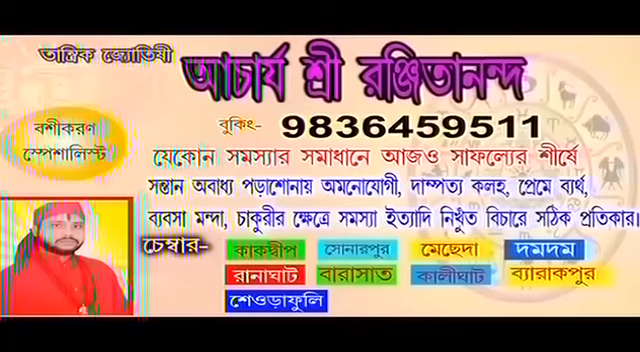 তান্ত্রিক জ্যোতিষী
আচার্য শ্রী রঞ্জিতানন্দ
বশীকরণ
স্পেশালিস্ট
বুকিং- 9836459511
যেকোন সমস্যার সমাধানে আজও সাফল্যের শীর্ষে
সন্তান অবাধ্য পড়াশোনায় অমনোযোগী, দাম্পত্য কলহ, প্রেমে ব্যর্থ,
ব্যবসা মন্দা, চাকুরীর ক্ষেত্রে সমস্যা ইত্যাদি নিখুঁত বিচারে সঠিক প্রতিকার।
চেম্বার- কাকদ্বীপ সোনারপুর মেছেদা দমদম
রানাঘাট বারাসাত কালীঘাট ব্যারাকপুর
শেওড়াফুলি